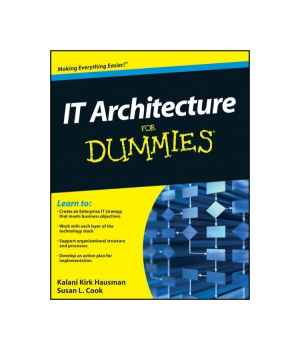 Making Everything Easier!™
IT Architecture
FOR
DUMMIES®
Learn to:
• Create an Enterprise IT strategy
that meets business objectives
• Work with each layer of the
technology stack
• Support organizational structure
and processes
• Develop an action plan for
implementation
Kalani Kirk Hausman
Susan L. Cook